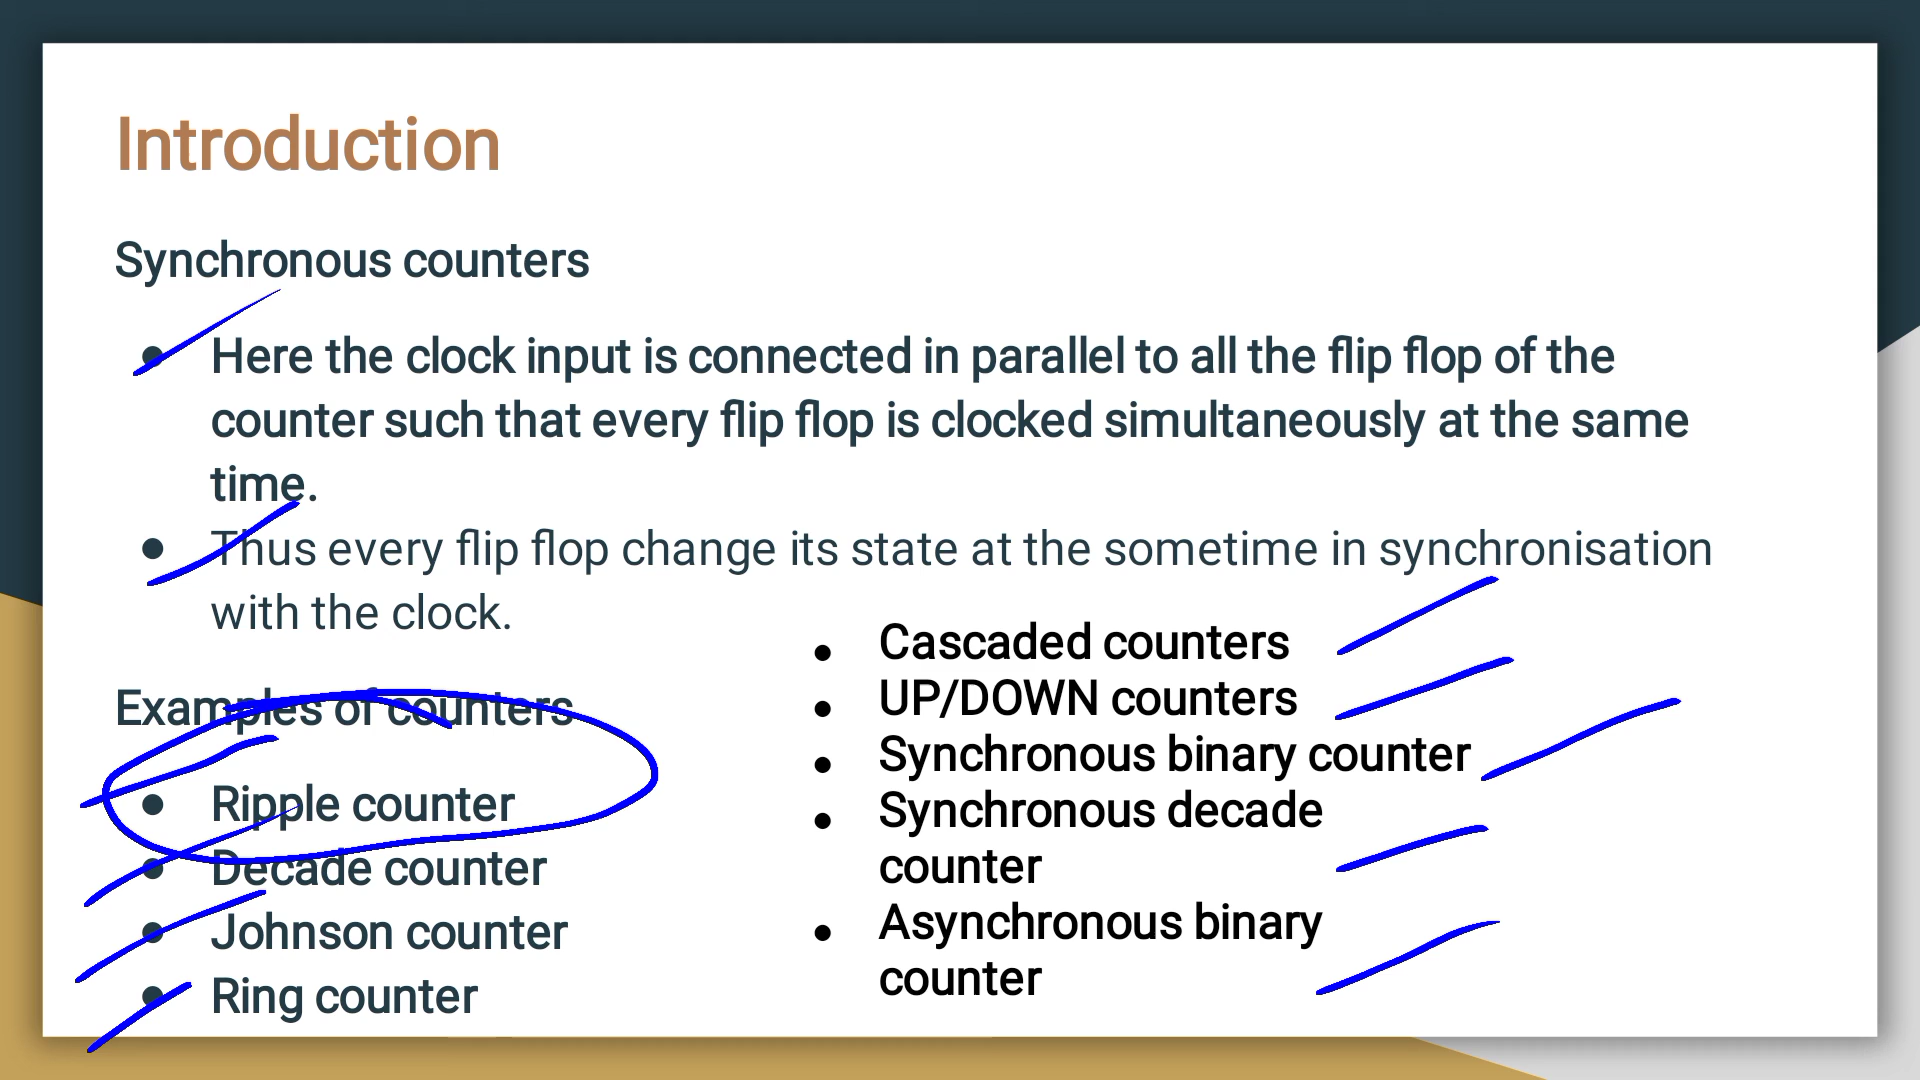 Introduction
Synchronous counters
● Here the clock input is connected in parallel to all the flip flop of the
counter such that every flip flop is clocked simultaneously at the same
time.
● Thus every flip flop change its state at the sometime in synchronisation
with the clock.
Examples of counters
● Ripple counter
● Decade counter
● Johnson counter
● Ring counter
● Cascaded counters
● UP/DOWN counters
● Synchronous binary counter
● Synchronous decade
counter
● Asynchronous binary
counter